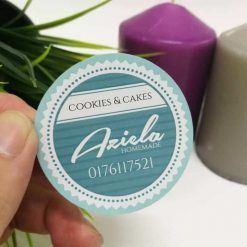 COOKIES & CAKES
Aziela
HOMEMADE
0176117521